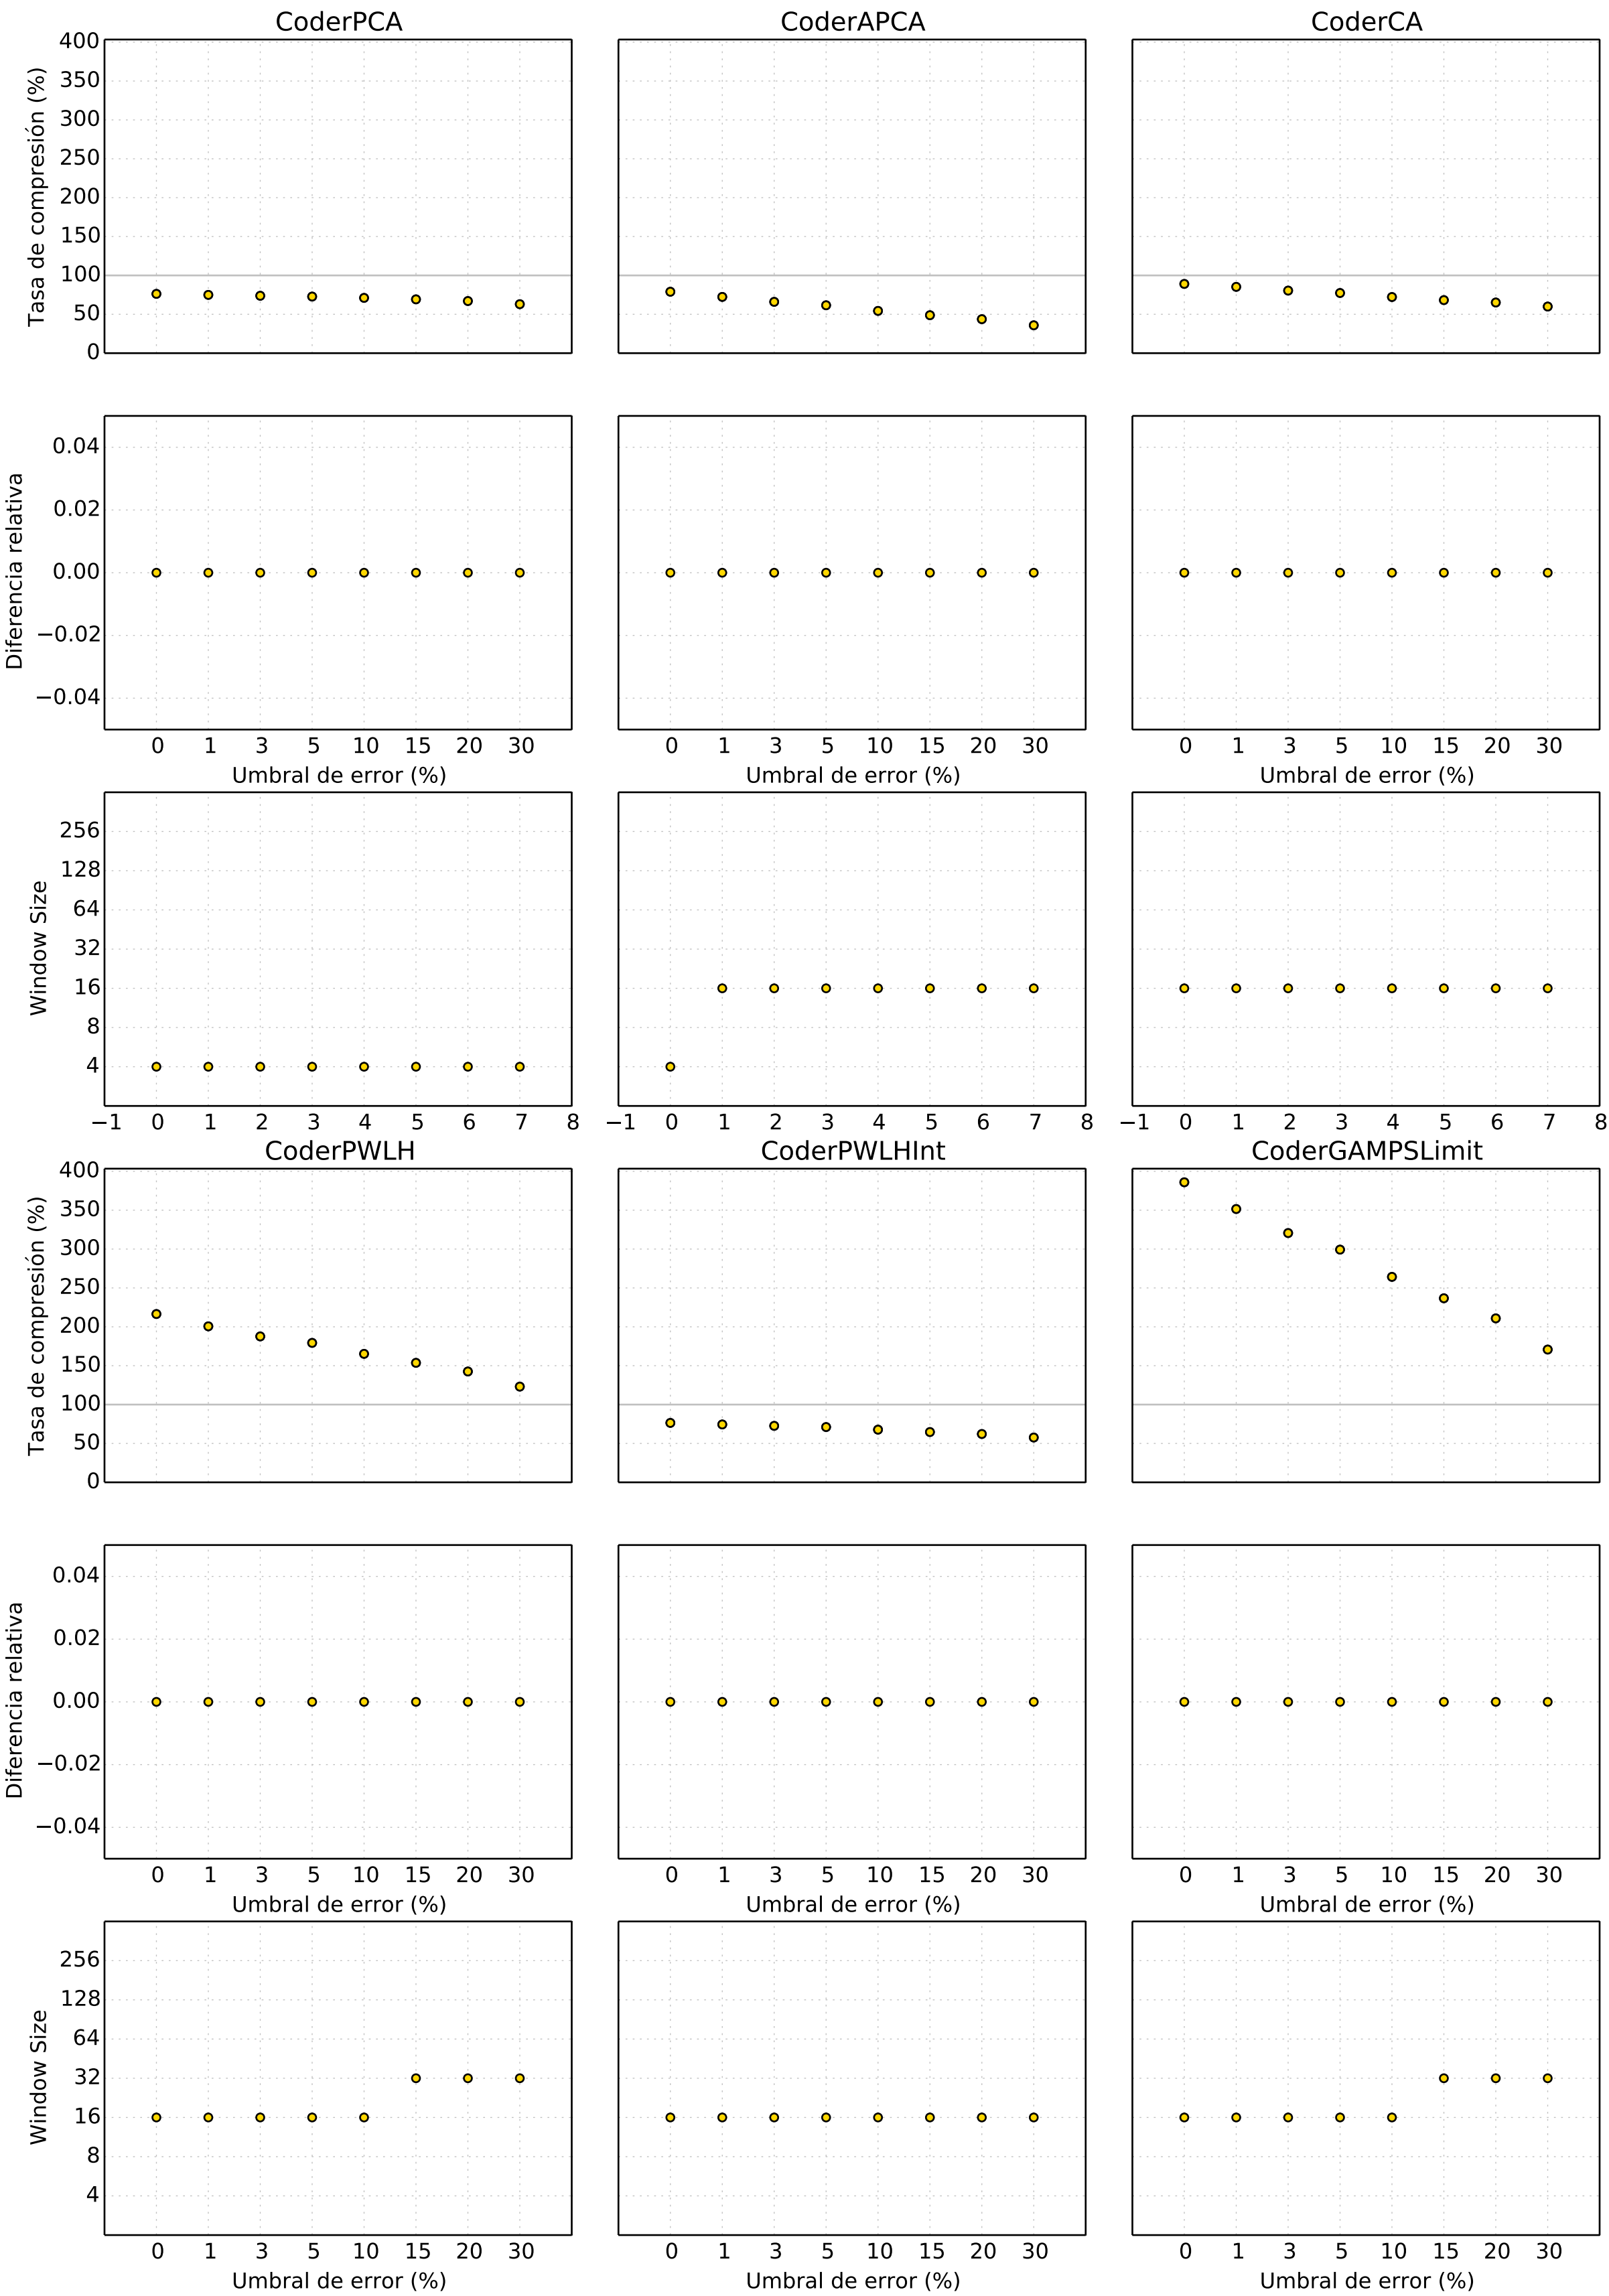 CoderPCA CoderAPCA CoderCA
Tasa de compresión (%)
400
350
300
250
200
150
100
50
0
Diferencia relativa
0.04
0.02
0.00
−0.02
−0.04
0 1 3 5 10 15 20 30
Umbral de error (%)
0 1 3 5 10 15 20 30
Umbral de error (%)
0 1 3 5 10 15 20 30
Umbral de error (%)
Window Size
256
128
64
32
16
8
4
−1 0 1 2 3 4 5 6 7 8
−1 0 1 2 3 4 5 6 7 8
−1 0 1 2 3 4 5 6 7 8
CoderPWLH CoderPWLHInt CoderGAMPSLimit
Tasa de compresión (%)
400
350
300
250
200
150
100
50
0
Diferencia relativa
0.04
0.02
0.00
−0.02
−0.04
0 1 3 5 10 15 20 30
Umbral de error (%)
0 1 3 5 10 15 20 30
Umbral de error (%)
0 1 3 5 10 15 20 30
Umbral de error (%)
Window Size
256
128
64
32
16
8
4
0 1 3 5 10 15 20 30
Umbral de error (%)
0 1 3 5 10 15 20 30
Umbral de error (%)
0 1 3 5 10 15 20 30
Umbral de error (%)